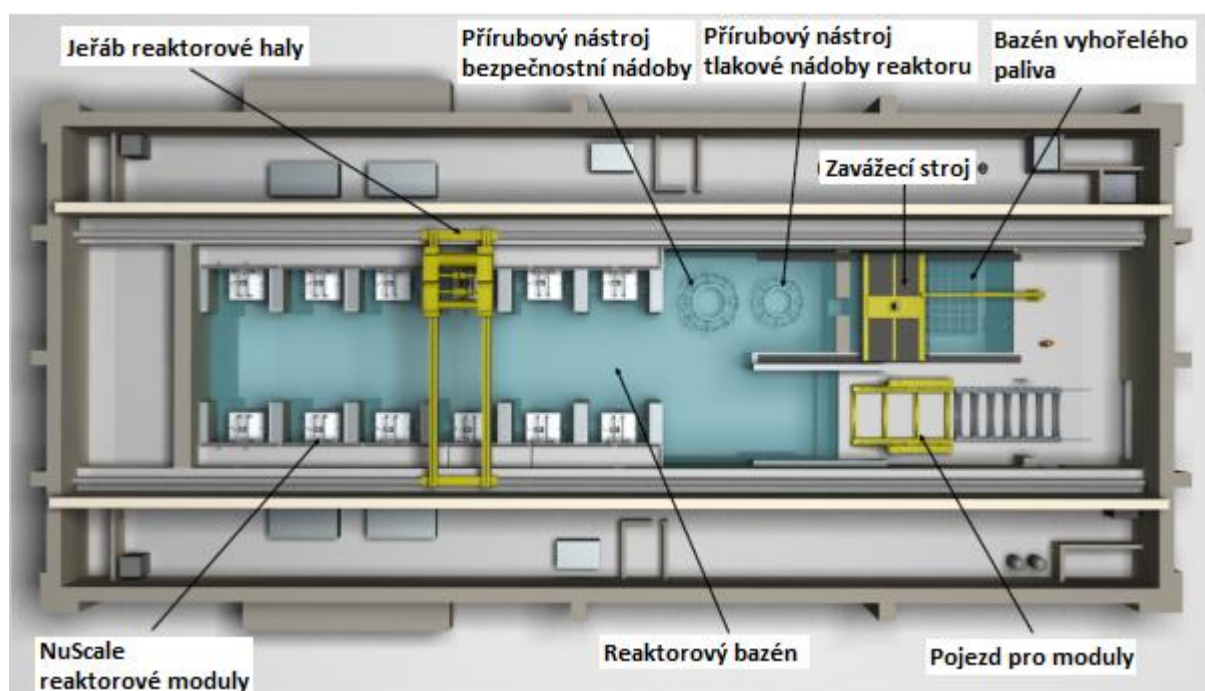 Jeřáb reaktorové haly
Přírubový nástroj
bezpečnostní nádoby
Přírubový nástroj
tlakové nádoby reaktoru
Bazén vyhořelého
paliva
Zavážecí stroj
NuScale
reaktorové moduly
Reaktorový bazén
Pojezd pro moduly